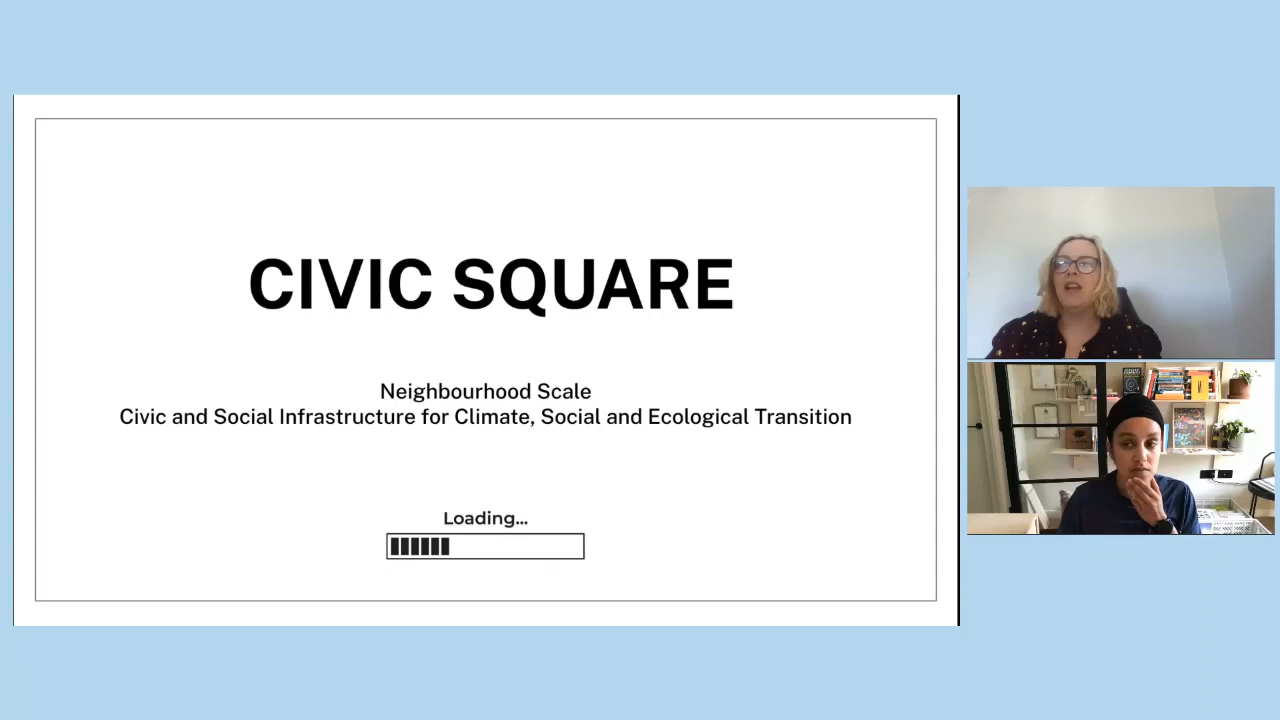 CIVIC SQUARE
Neighbourhood Scale
Civic and Social Infrastructure for Climate, Social and Ecological Transition
Loading...